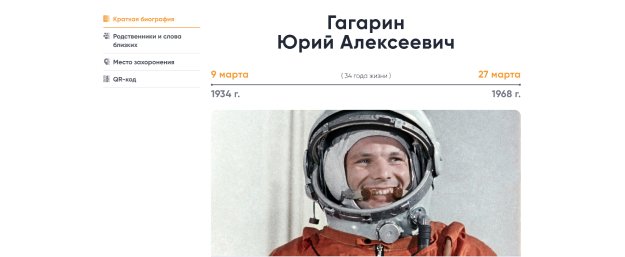 Краткая биография
Родственники и слова
близких
Место захоронения
QR-код
Гагарин
Юрий Алексеевич
9 марта
( 34 года жизни )
27 марта
1934 г.
1968 г.